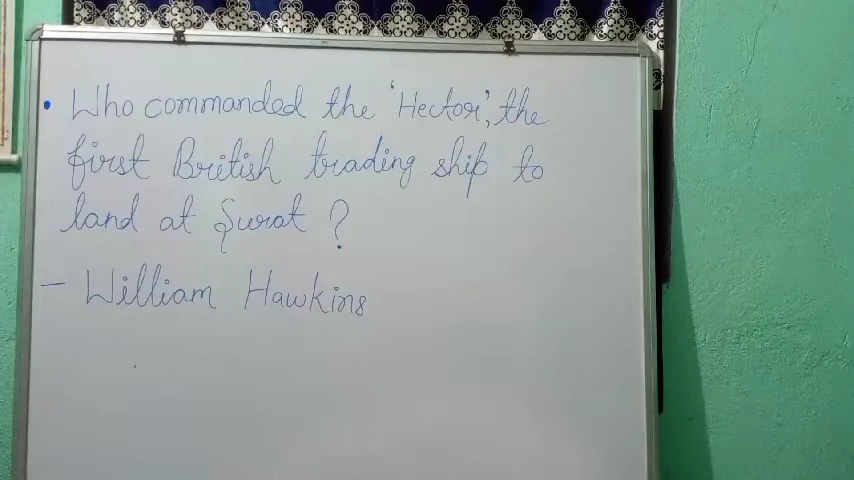 • Who commanded the 'Hector', the
first British trading ship to
land at Surat ?
- William Hawkins